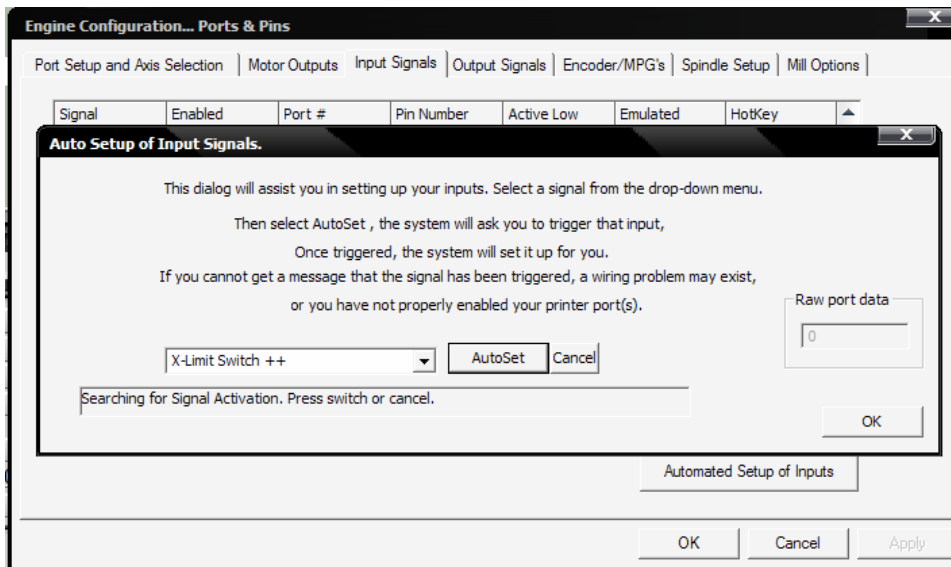 Engine Configuration... Ports & Pins
X
Port Setup and Axis Selection Motor Outputs Input Signals Output Signals Encoder/MPG's Spindle Setup Mill Options
Signal Enabled Port # Pin Number Active Low Emulated HotKey
Auto Setup of Input Signals.
X
This dialog will assist you in setting up your inputs. Select a signal from the drop-down menu.
Then select AutoSet , the system will ask you to trigger that input,
Once triggered, the system will set it up for you.
If you cannot get a message that the signal has been triggered, a wiring problem may exist,
or you have not properly enabled your printer port(s).
Raw port data
0
X-Limit Switch ++ AutoSet Cancel
Searching for Signal Activation. Press switch or cancel.
OK
Automated Setup of Inputs
OK Cancel Apply